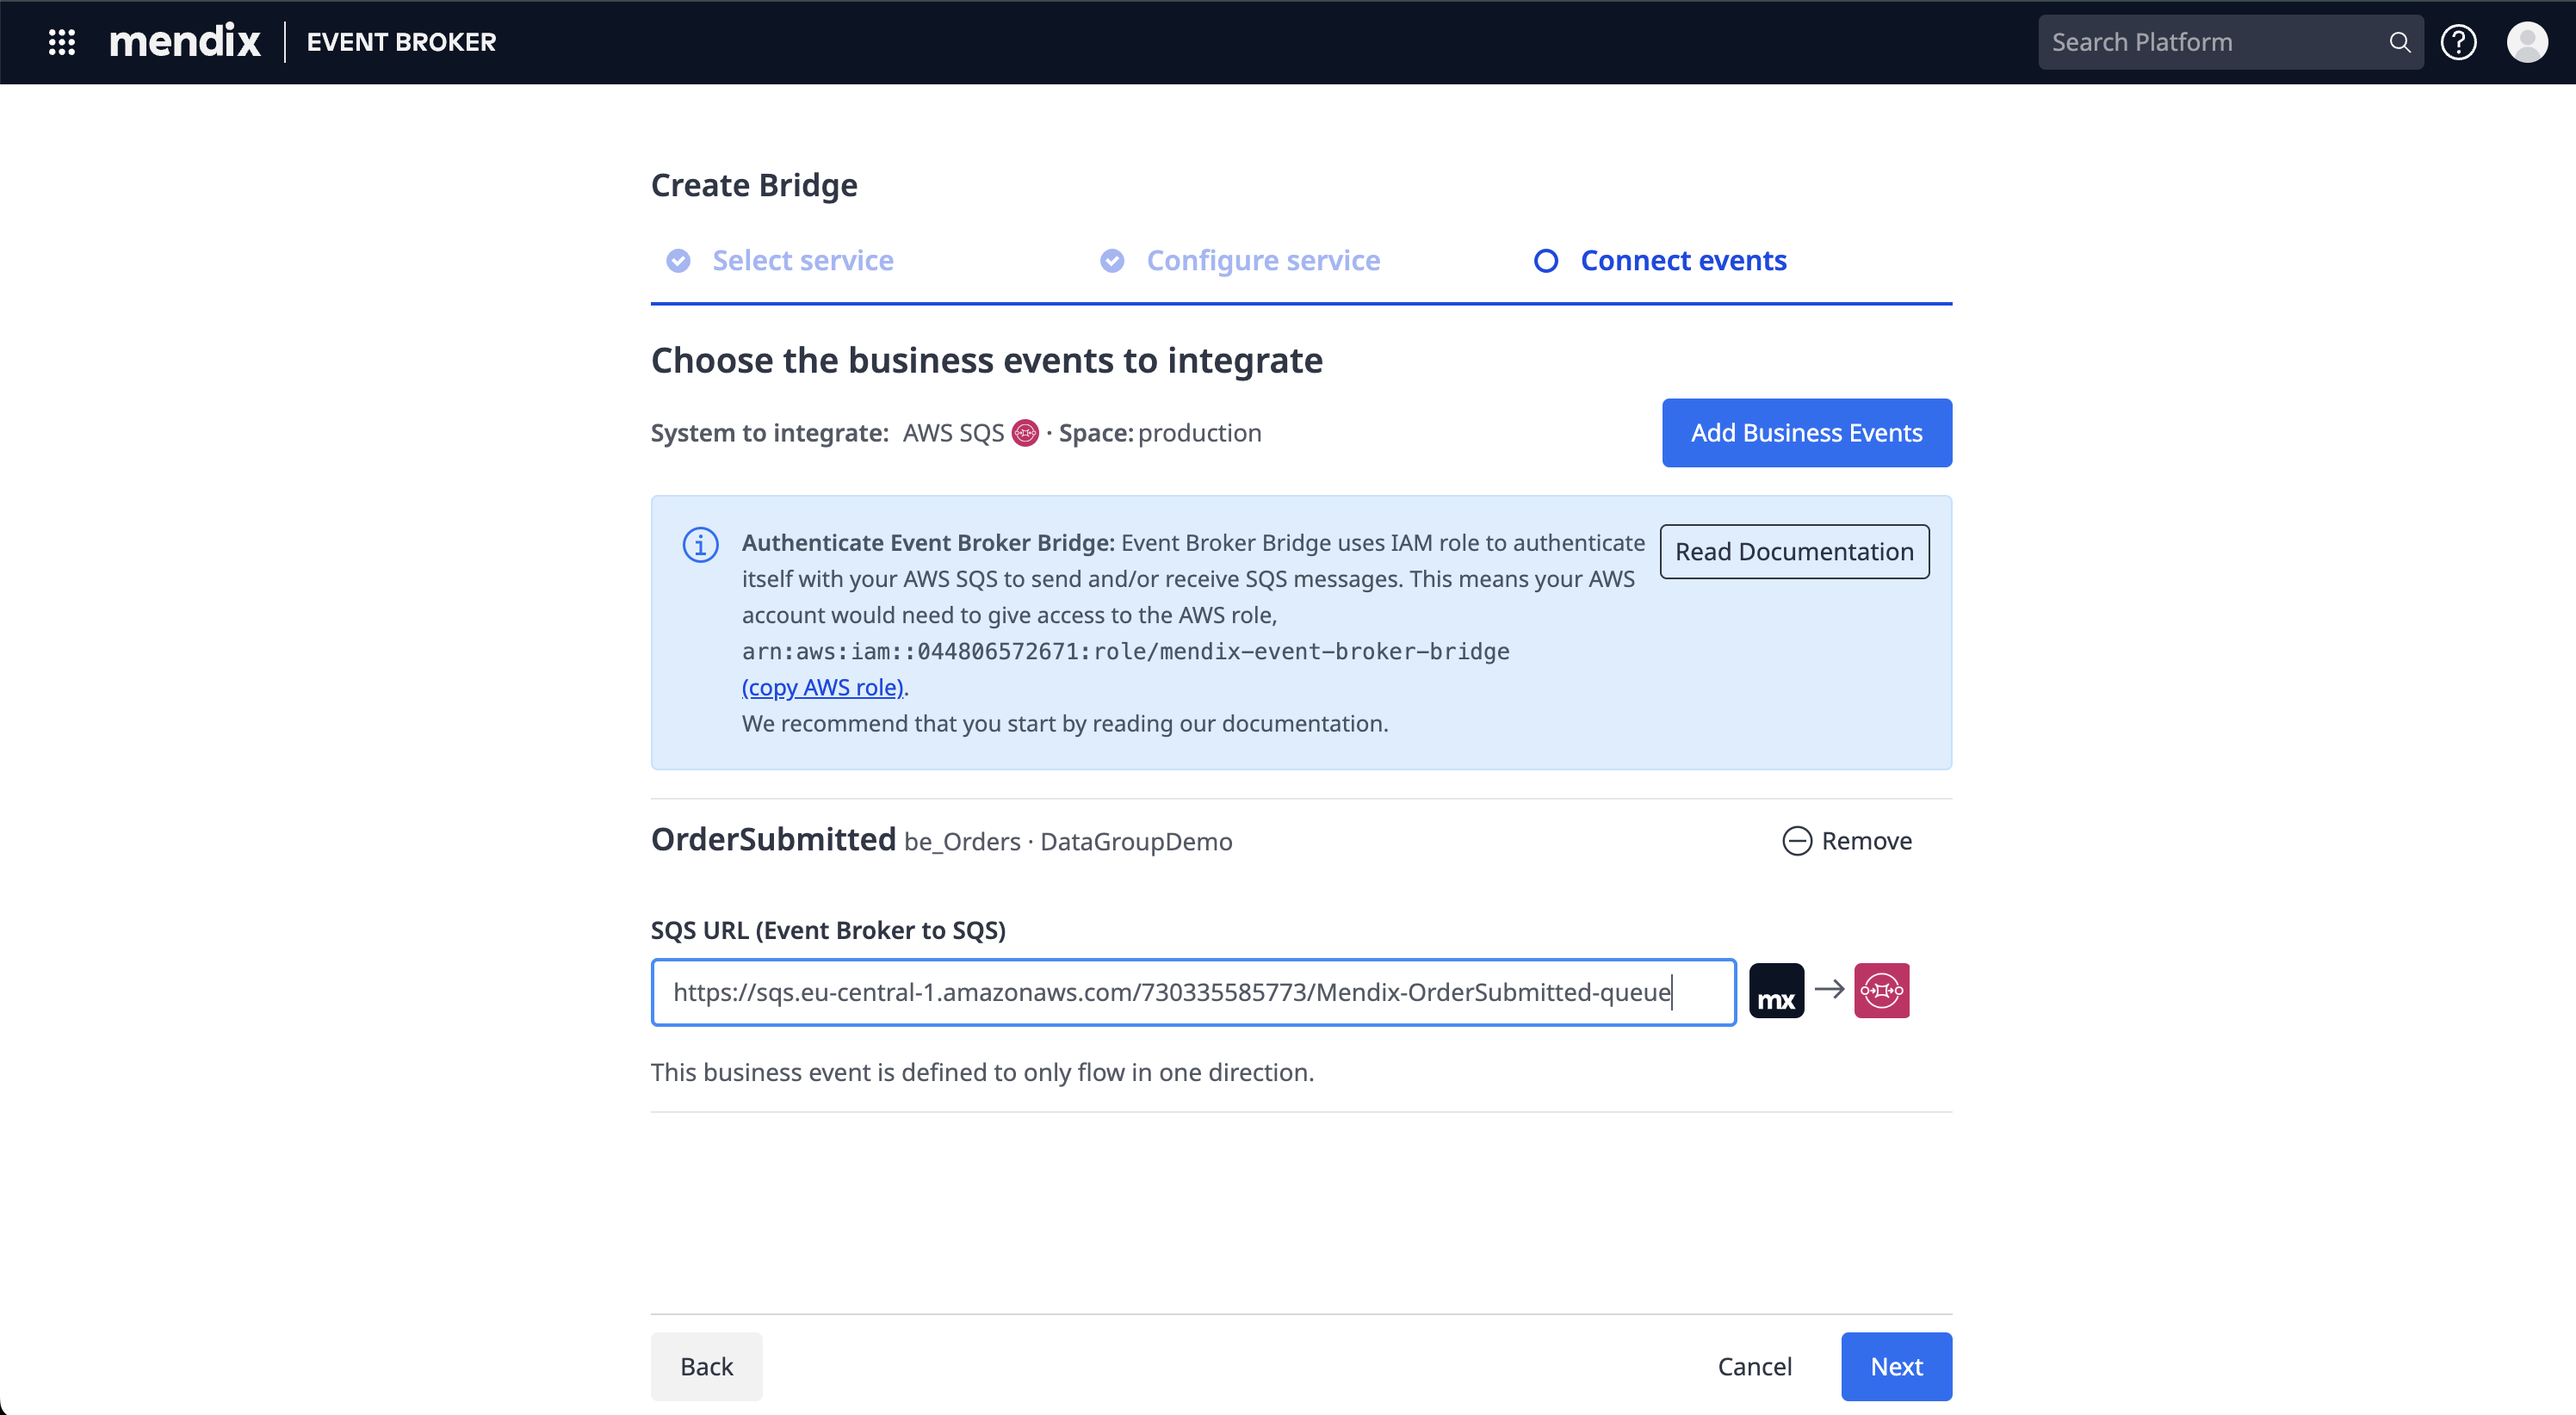 mendix EVENT BROKER
Search Platform
Create Bridge
Select service
Configure service
Connect events
Choose the business events to integrate
System to integrate: AWS SQS · Space: production
Add Business Events
Authenticate Event Broker Bridge: Event Broker Bridge uses IAM role to authenticate
itself with your AWS SQS to send and/or receive SQS messages. This means your AWS
account would need to give access to the AWS role,
arn:aws:iam::044806572671:role/mendix-event-broker-bridge
(copy AWS role).
We recommend that you start by reading our documentation.
Read Documentation
OrderSubmitted be_Orders · DataGroupDemo
Remove
SQS URL (Event Broker to SQS)
https://sqs.eu-central-1.amazonaws.com/730335585773/Mendix-OrderSubmitted-queue
mx
This business event is defined to only flow in one direction.
Back
Cancel
Next